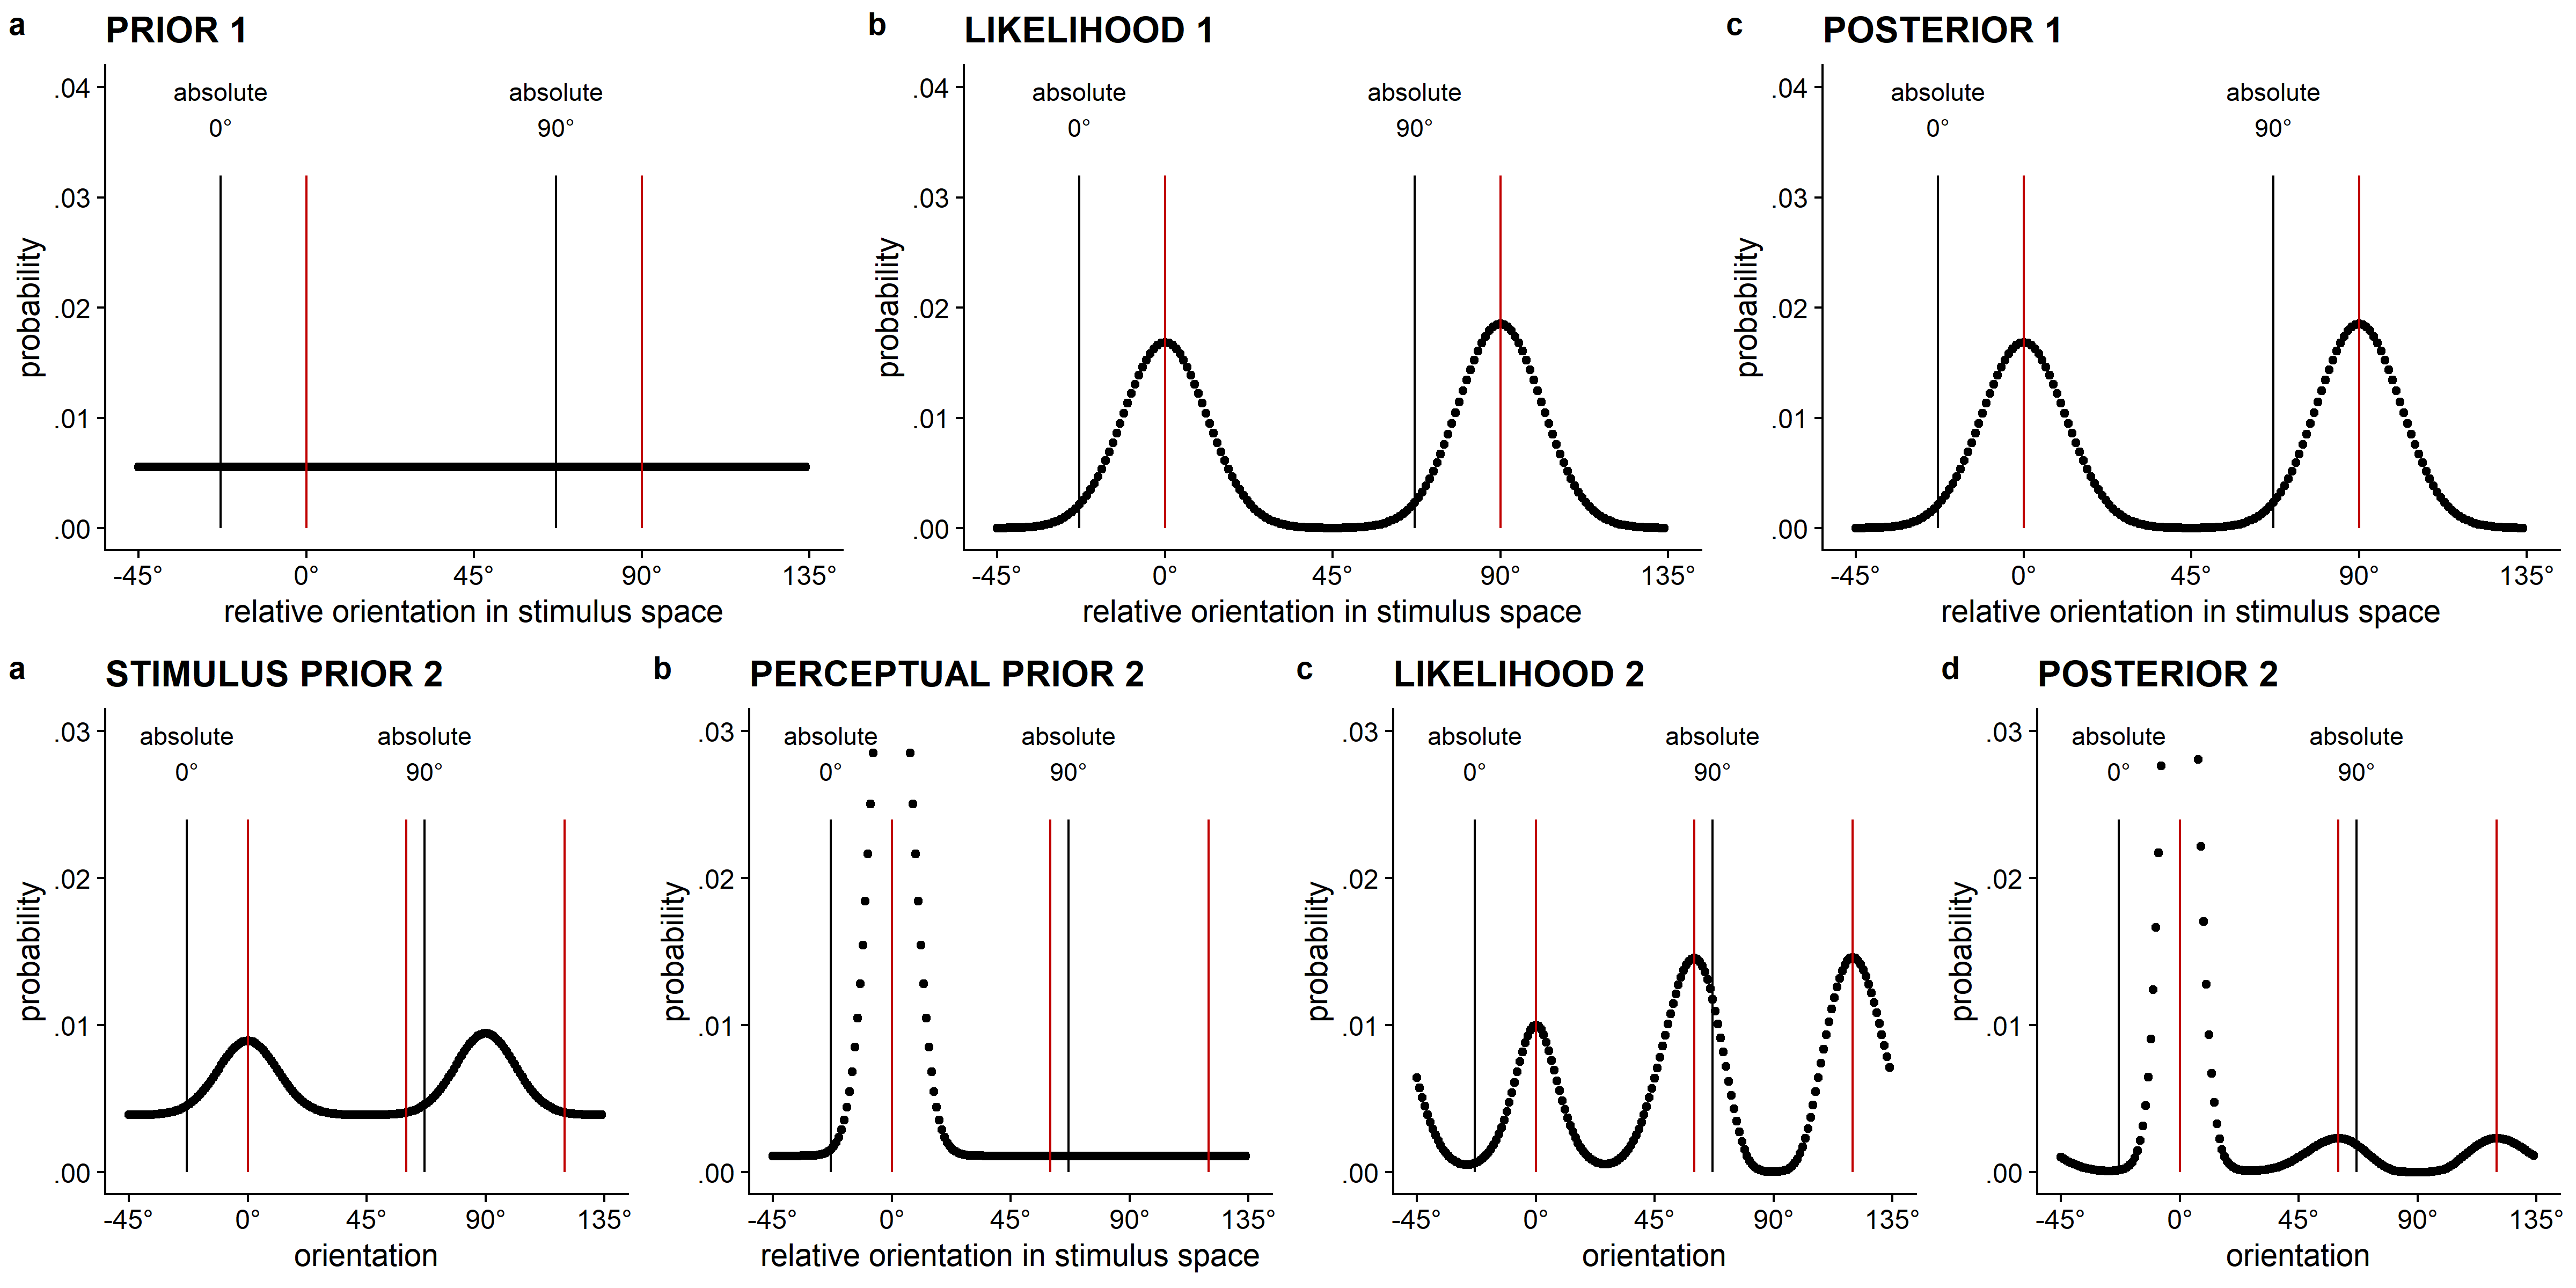 a PRIOR 1
absolute 0°
absolute 90°
.04
.03
.02
.01
.00
probability
-45° 0° 45° 90° 135°
relative orientation in stimulus space
b LIKELIHOOD 1
absolute 0°
absolute 90°
.04
.03
.02
.01
.00
probability
-45° 0° 45° 90° 135°
relative orientation in stimulus space
c POSTERIOR 1
absolute 0°
absolute 90°
.04
.03
.02
.01
.00
probability
-45° 0° 45° 90° 135°
relative orientation in stimulus space
a STIMULUS PRIOR 2
absolute 0°
absolute 90°
.03
.02
.01
.00
probability
-45° 0° 45° 90° 135°
orientation
b PERCEPTUAL PRIOR 2
absolute 0°
absolute 90°
.03
.02
.01
.00
probability
-45° 0° 45° 90° 135°
relative orientation in stimulus space
c LIKELIHOOD 2
absolute 0°
absolute 90°
.03
.02
.01
.00
probability
-45° 0° 45° 90° 135°
orientation
d POSTERIOR 2
absolute 0°
absolute 90°
.03
.02
.01
.00
probability
-45° 0° 45° 90° 135°
orientation